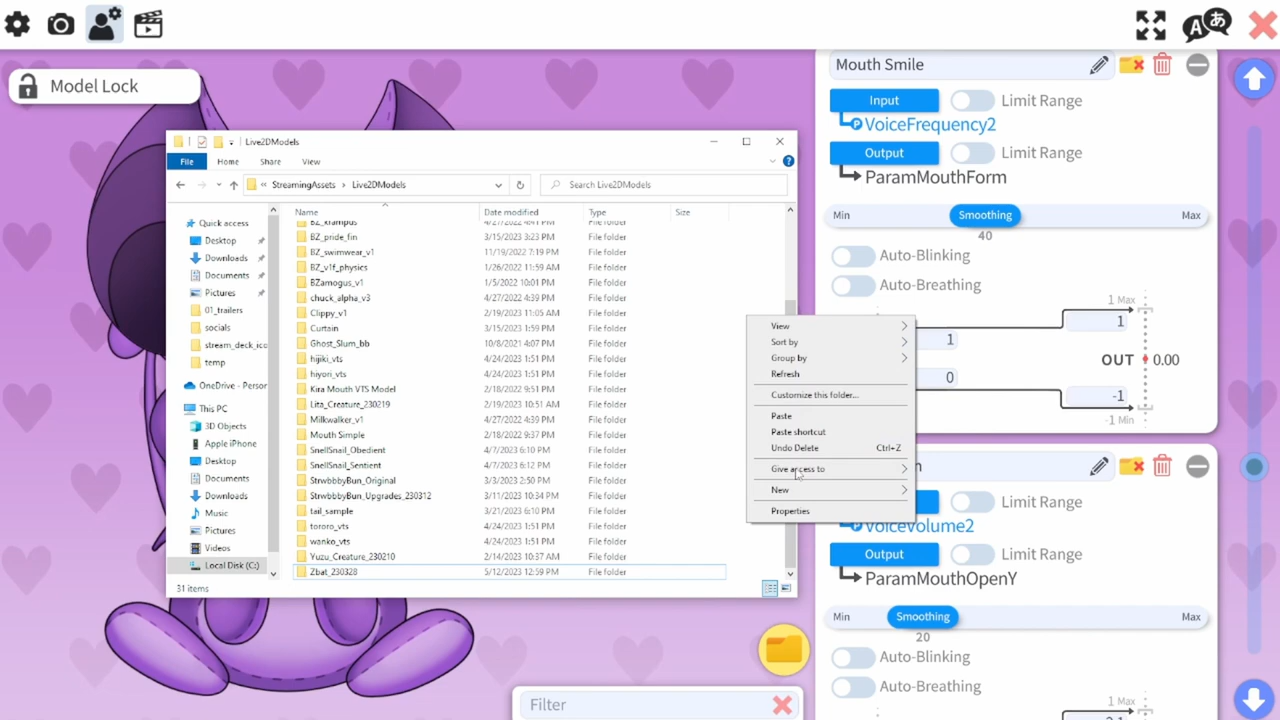 Model Lock
Live2DModels
File
Home
Share
View
StreamingAssets > Live2DModels
Search Live2DModels
Name
Date modified
Type
Size
Quick access
Desktop
Downloads
Documents
Pictures
01_trailers
socials
stream_deck_ico
temp
OneDrive - Person
This PC
3D Objects
Apple iPhone
Desktop
Documents
Downloads
Music
Pictures
Videos
Local Disk (C:)
BZ_krampus 4/27/2022 4:41 PM File folder
BZ_pride_fin 3/15/2023 3:23 PM File folder
BZ_swimwear_v1 11/19/2022 7:19 PM File folder
BZ_v1f_physics 1/26/2022 11:59 AM File folder
BZamogus_v1 1/5/2022 10:01 PM File folder
chuck_alpha_v3 4/27/2022 4:39 PM File folder
Clippy_v1 2/19/2023 11:05 AM File folder
Curtain 3/15/2023 1:59 PM File folder
Ghost_Slum_bb 10/8/2021 4:07 PM File folder
hijiki_vts 4/24/2023 1:51 PM File folder
hiyori_vts 4/24/2023 1:51 PM File folder
Kira Mouth VTS Model 2/18/2022 9:51 PM File folder
Lita_Creature_230219 2/19/2023 10:51 AM File folder
Milkwalker_v1 4/27/2022 4:39 PM File folder
Mouth Simple 2/18/2022 9:37 PM File folder
SnellSnail_Obedient 4/7/2023 6:10 PM File folder
SnellSnail_Sentient 4/7/2023 6:12 PM File folder
StrwbbyBun_Original 3/3/2023 2:50 PM File folder
StrwbbyBun_Upgrades_230312 3/11/2023 10:34 PM File folder
tail_sample 3/21/2023 6:10 PM File folder
tororo_vts 4/24/2023 1:51 PM File folder
wanko_vts 4/24/2023 1:51 PM File folder
Yuzu_Creature_230210 2/14/2023 10:37 AM File folder
Zbat_230328 5/12/2023 12:59 PM File folder
31 items
View
Sort by
Group by
Refresh
Customize this folder...
Paste
Paste shortcut
Undo Delete Ctrl+Z
Give access to
New
Properties
Filter
A あ
Mouth Smile
Input
Limit Range
VoiceFrequency2
Output
Limit Range
ParamMouthForm
Min
Smoothing
Max
40
Auto-Blinking
Auto-Breathing
1 Max
1
1
OUT
0.00
0
-1
-1 Min
n
Limit Range
VoiceVolume2
Output
Limit Range
ParamMouthOpenY
Min
Smoothing
Max
20
Auto-Blinking
Auto-Breathing
1 Max